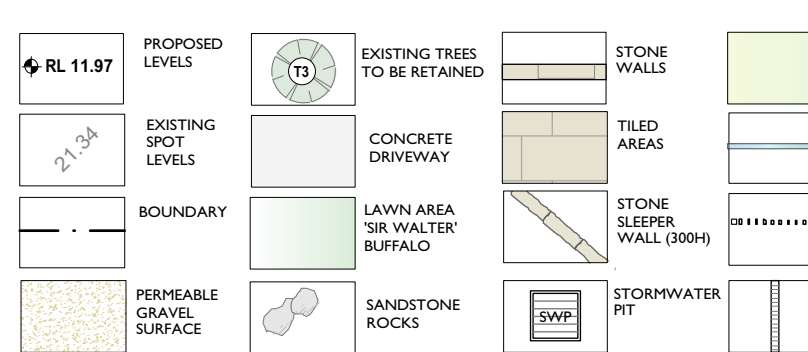 RL 11.97
PROPOSED
LEVELS
T3
EXISTING TREES
TO BE RETAINED
STONE
WALLS
21.34
EXISTING
SPOT
LEVELS
CONCRETE
DRIVEWAY
TILED
AREAS
BOUNDARY
LAWN AREA
'SIR WALTER'
BUFFALO
STONE
SLEEPER
WALL (300H)
PERMEABLE
GRAVEL
SURFACE
SANDSTONE
ROCKS
SWP
STORMWATER
PIT